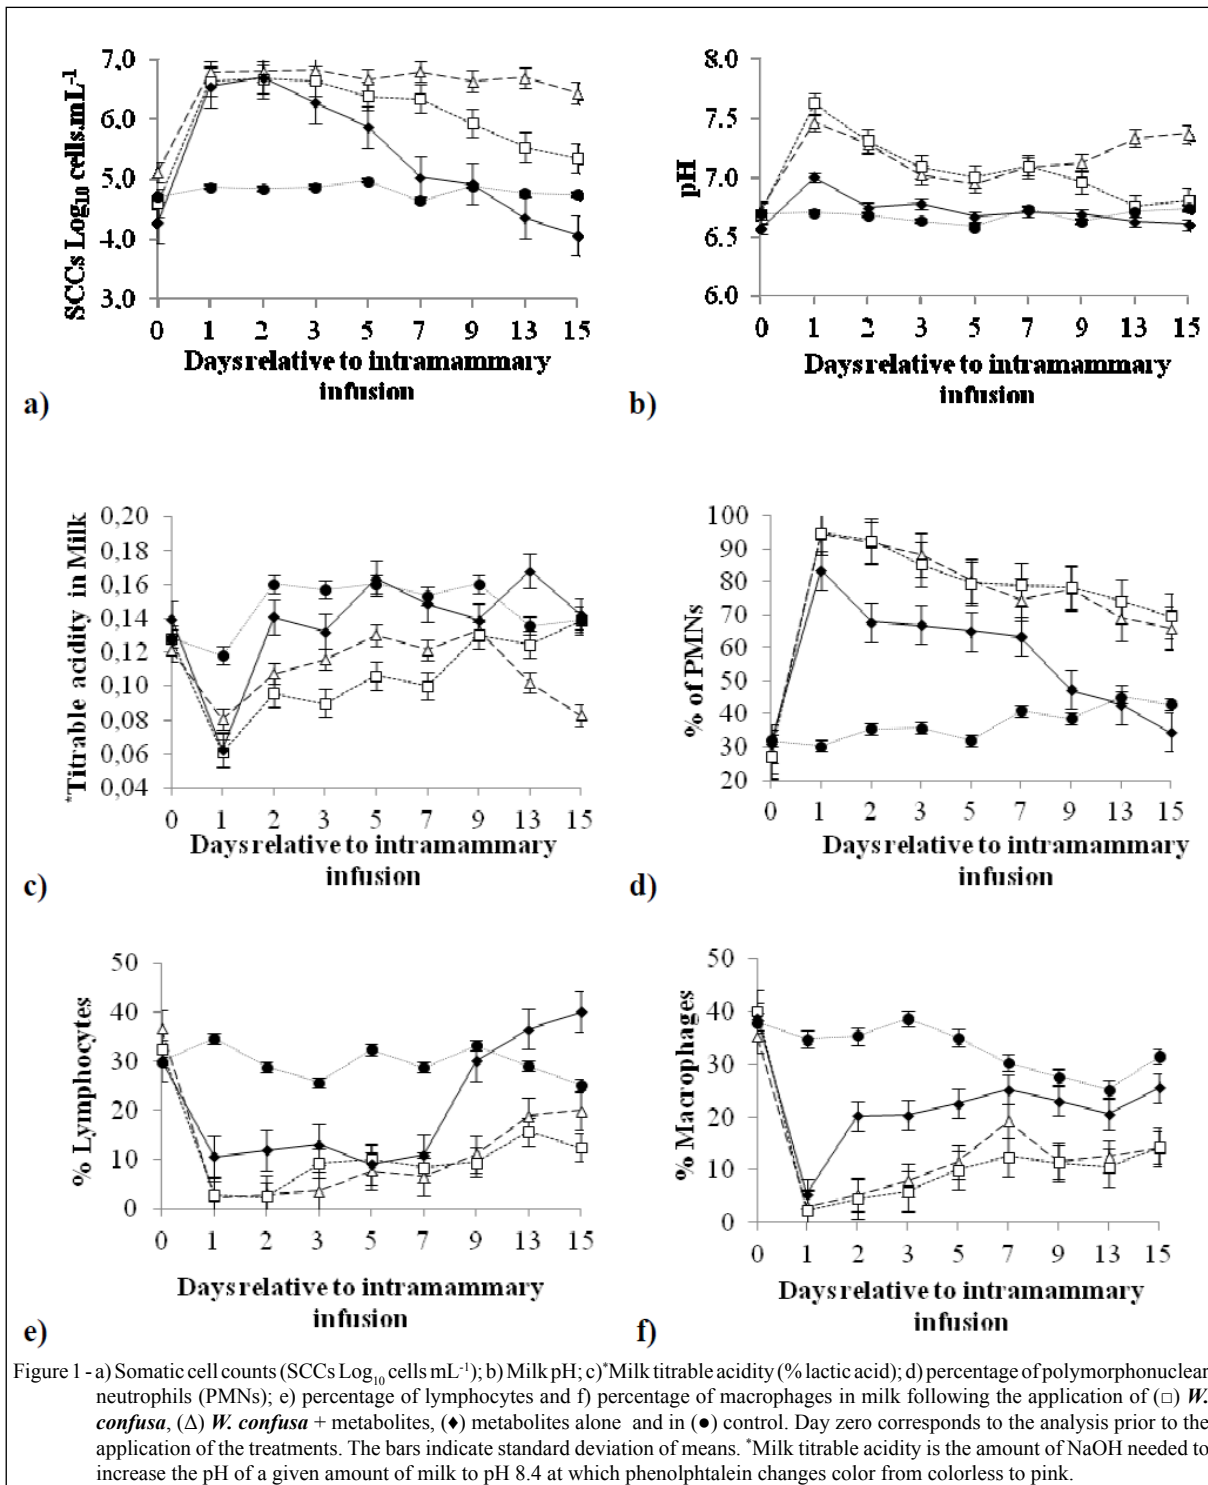 7.0
6.0
5.0
4.0
3.0
SCCs Log10 cells.mL-1
0 1 2 3 5 7 9 13 15
Days relative to intramammary
infusion
a)
8.0
7.5
7.0
6.5
6.0
pH
0 1 2 3 5 7 9 13 15
Days relative to intramammary
infusion
b)
0,20
0,18
0,16
0,14
0,12
0,10
0,08
0,06
0,04
*Titrable acidity in Milk
0 1 2 3 5 7 9 13 15
Days relative to intramammary
infusion
c)
100
90
80
70
60
50
40
30
20
% of PMNs
0 1 2 3 5 7 9 13 15
Days relative to intramammary
infusion
d)
50
40
30
20
10
0
% Lymphocytes
0 1 2 3 5 7 9 13 15
Days relative to intramammary
infusion
e)
50
40
30
20
10
0
% Macrophages
0 1 2 3 5 7 9 13 15
Days relative to intramammary
infusion
f)
Figure 1 - a) Somatic cell counts (SCCs Log10 cells mL-1); b) Milk pH; c)*Milk titrable acidity (% lactic acid); d) percentage of polymorphonuclear
neutrophils (PMNs); e) percentage of lymphocytes and f) percentage of macrophages in milk following the application of (□) W.
confusa, (Δ) W. confusa + metabolites, (♦) metabolites alone and in (●) control. Day zero corresponds to the analysis prior to the
application of the treatments. The bars indicate standard deviation of means. *Milk titrable acidity is the amount of NaOH needed to
increase the pH of a given amount of milk to pH 8.4 at which phenolphtalein changes color from colorless to pink.